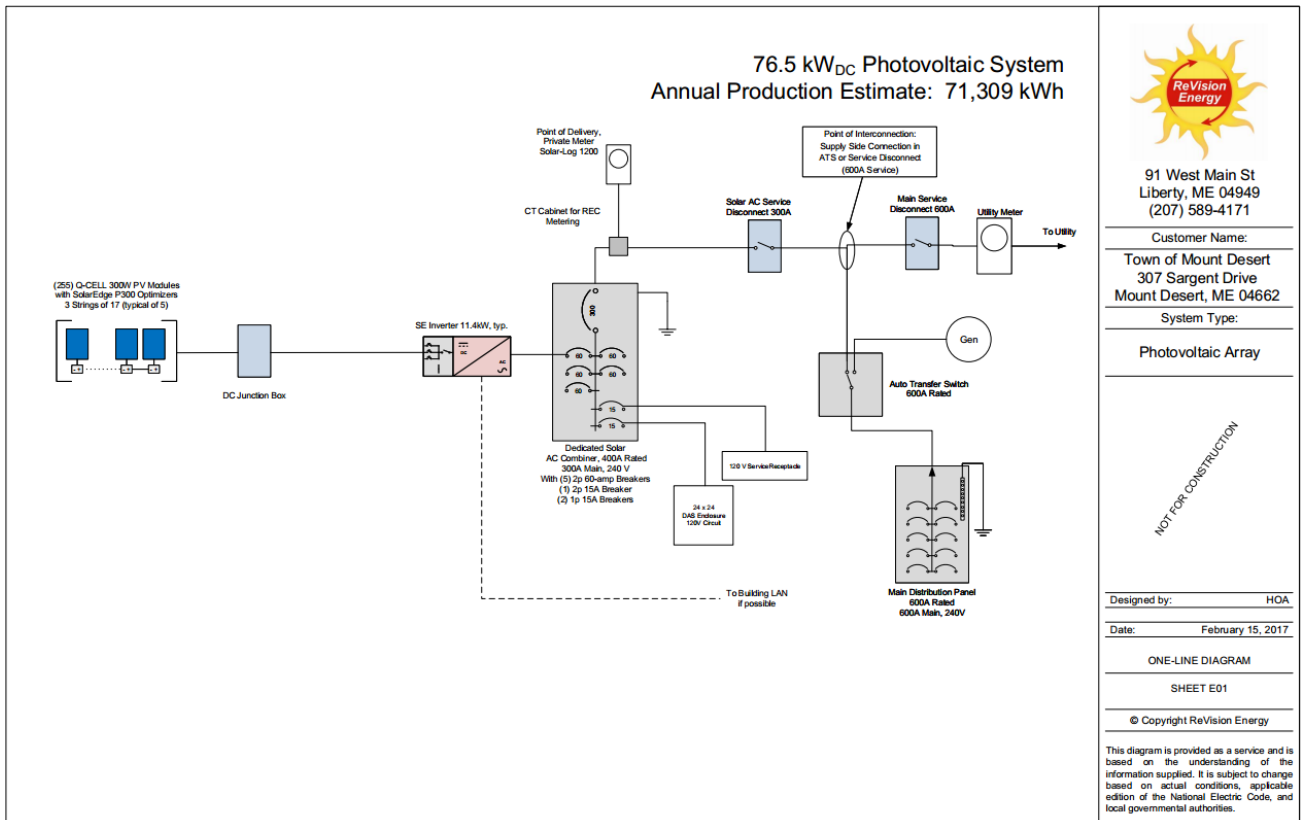 76.5 kWDC Photovoltaic System
Annual Production Estimate: 71,309 kWh
Point of Delivery,
Private Meter
Solar-Log 1200
CT Cabinet for REC
Metering
Point of Interconnection:
Supply Side Connection in
ATS or Service Disconnect
(600A Service)
Solar AC Service
Disconnect 300A
Main Service
Disconnect 600A
Utility Meter
To Utility
(255) Q-CELL 300W PV Modules
with SolarEdge P300 Optimizers
3 Strings of 17 (typical of 5)
DC Junction Box
SE Inverter 11.4kW, typ.
DC
AC
300
60
60
60
60
60
15
15
Dedicated Solar
AC Combiner, 400A Rated
300A Main, 240 V
With (5) 2p 60-amp Breakers
(1) 2p 15A Breaker
(2) 1p 15A Breakers
120 V Service Receptacle
24 x 24
DAS Enclosure
120V Circuit
To Building LAN
if possible
Gen
Auto Transfer Switch
600A Rated
Main Distribution Panel
600A Rated
600A Main, 240V
ReVision
Energy
91 West Main St
Liberty, ME 04949
(207) 589-4171
Customer Name:
Town of Mount Desert
307 Sargent Drive
Mount Desert, ME 04662
System Type:
Photovoltaic Array
NOT FOR CONSTRUCTION
Designed by: HOA
Date: February 15, 2017
ONE-LINE DIAGRAM
SHEET E01
© Copyright ReVision Energy
This diagram is provided as a service and is
based on the understanding of the
information supplied. It is subject to change
based on actual conditions, applicable
edition of the National Electric Code, and
local governmental authorities.